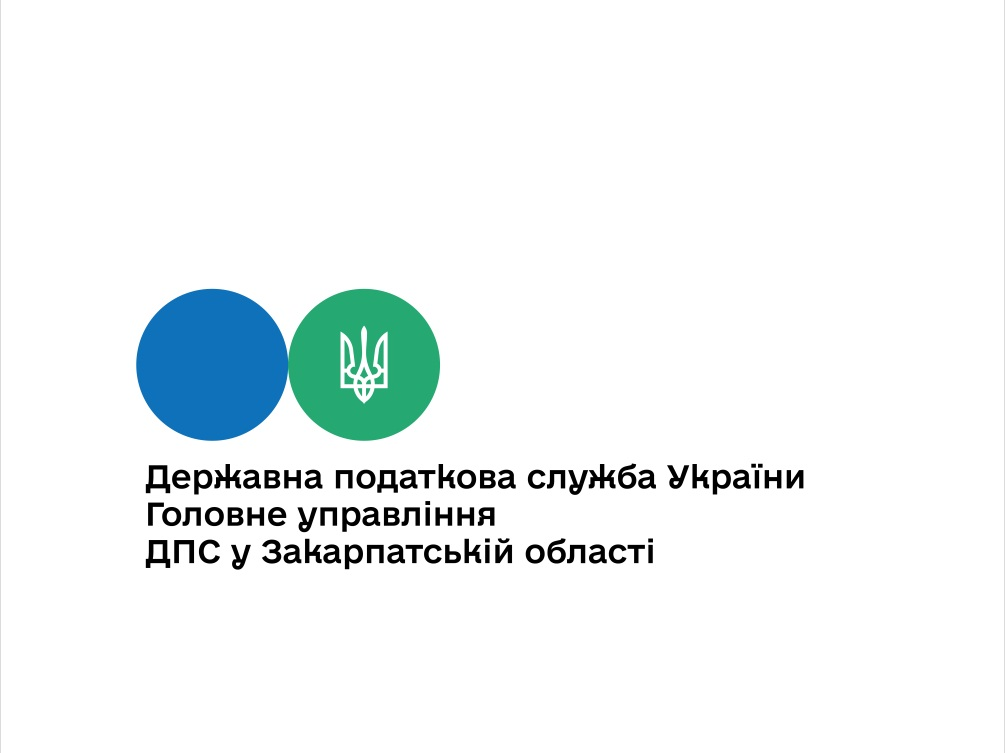 Державна податкова служба України
Головне управління
ДПС у Закарпатській області